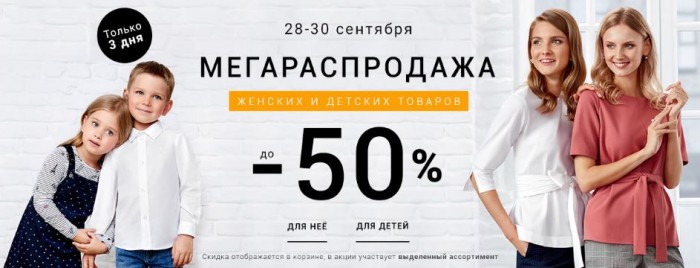 Только
3 дня
28-30 сентября
МЕГАРАСПРОДАЖА
ЖЕНСКИХ И ДЕТСКИХ ТОВАРОВ
до
-50%
ДЛЯ НЕЁ ДЛЯ ДЕТЕЙ
Скидка отображается в корзине, в акции участвует выделенный ассортимент